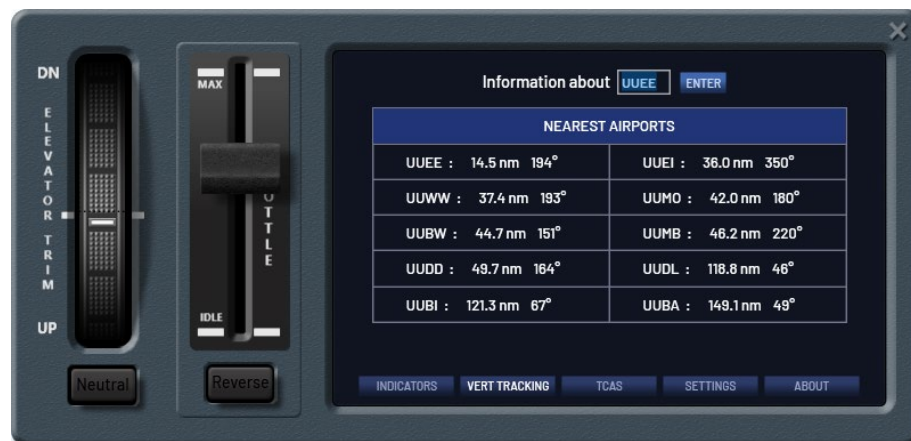 DN
ELEVATOR TRIM
UP
Neutral
MAX
OTTLE
IDLE
Reverse
Information about UUEE ENTER
NEAREST AIRPORTS
UUEE : 14.5 nm 194° UUEI : 36.0 nm 350°
UUWW : 37.4 nm 193° UUMO : 42.0 nm 180°
UUBW : 44.7 nm 151° UUMB : 46.2 nm 220°
UUDD : 49.7 nm 164° UUDL : 118.8 nm 46°
UUBI : 121.3 nm 67° UUBA : 149.1 nm 49°
INDICATORS VERT TRACKING TCAS SETTINGS ABOUT